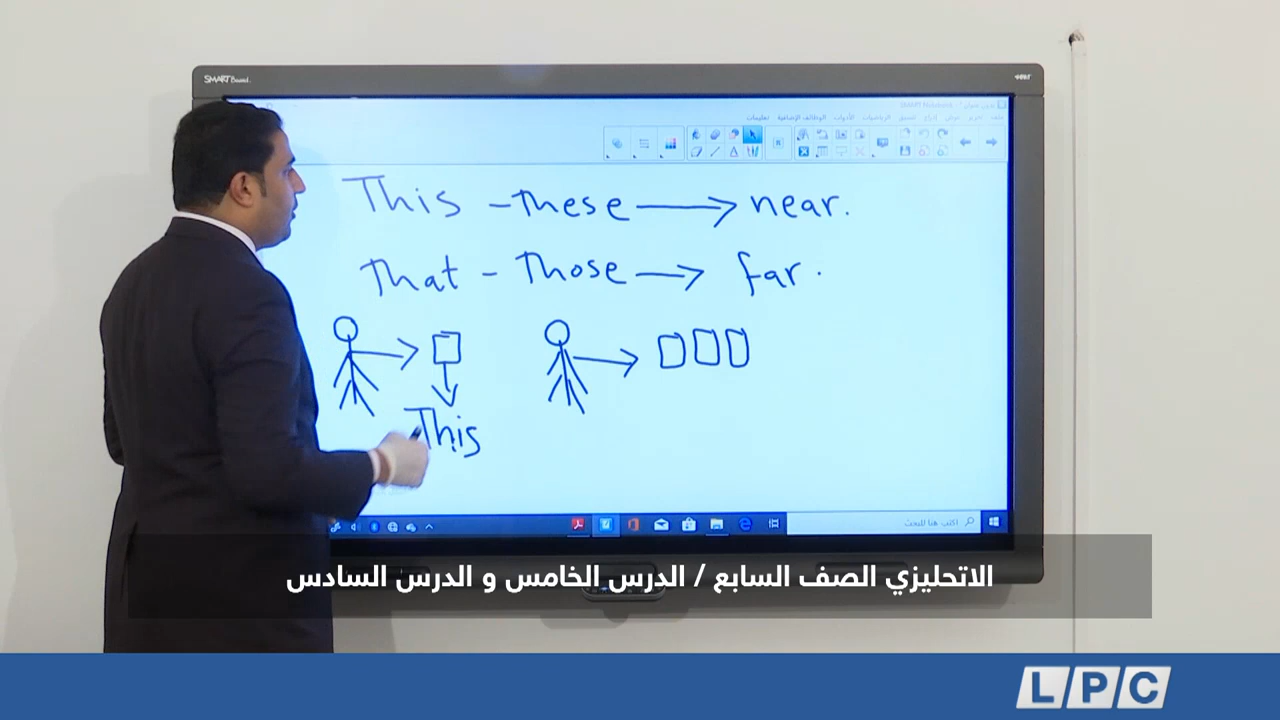 SMART Board
This - These → near.
That - Those → far.
This
اكتب هنا للبحث
الاتحليزي الصف السابع / الدرس الخامس و الدرس السادس
LPC